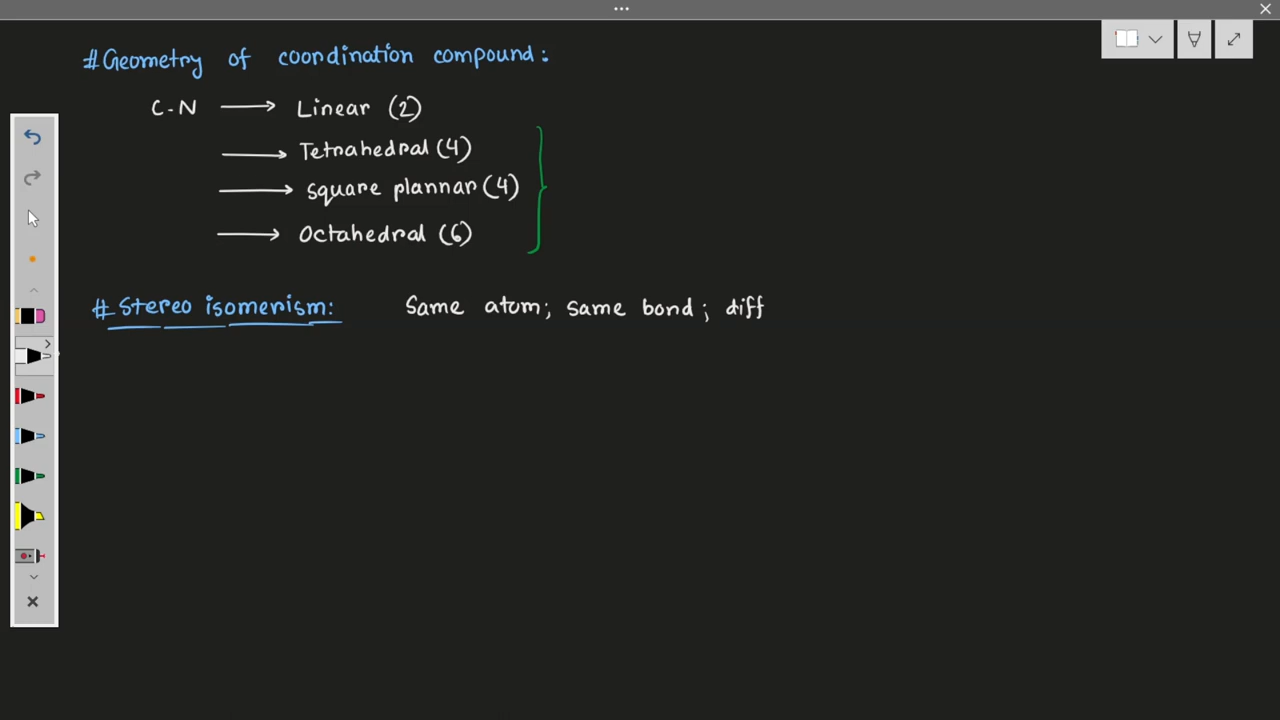 #Geometry of coordination compound:
C-N ⟶ Linear (2)
⟶ Tetrahedral (4)
⟶ square plannar (4)
⟶ Octahedral (6)
# Stereo isomerism: Same atom; same bond; diff